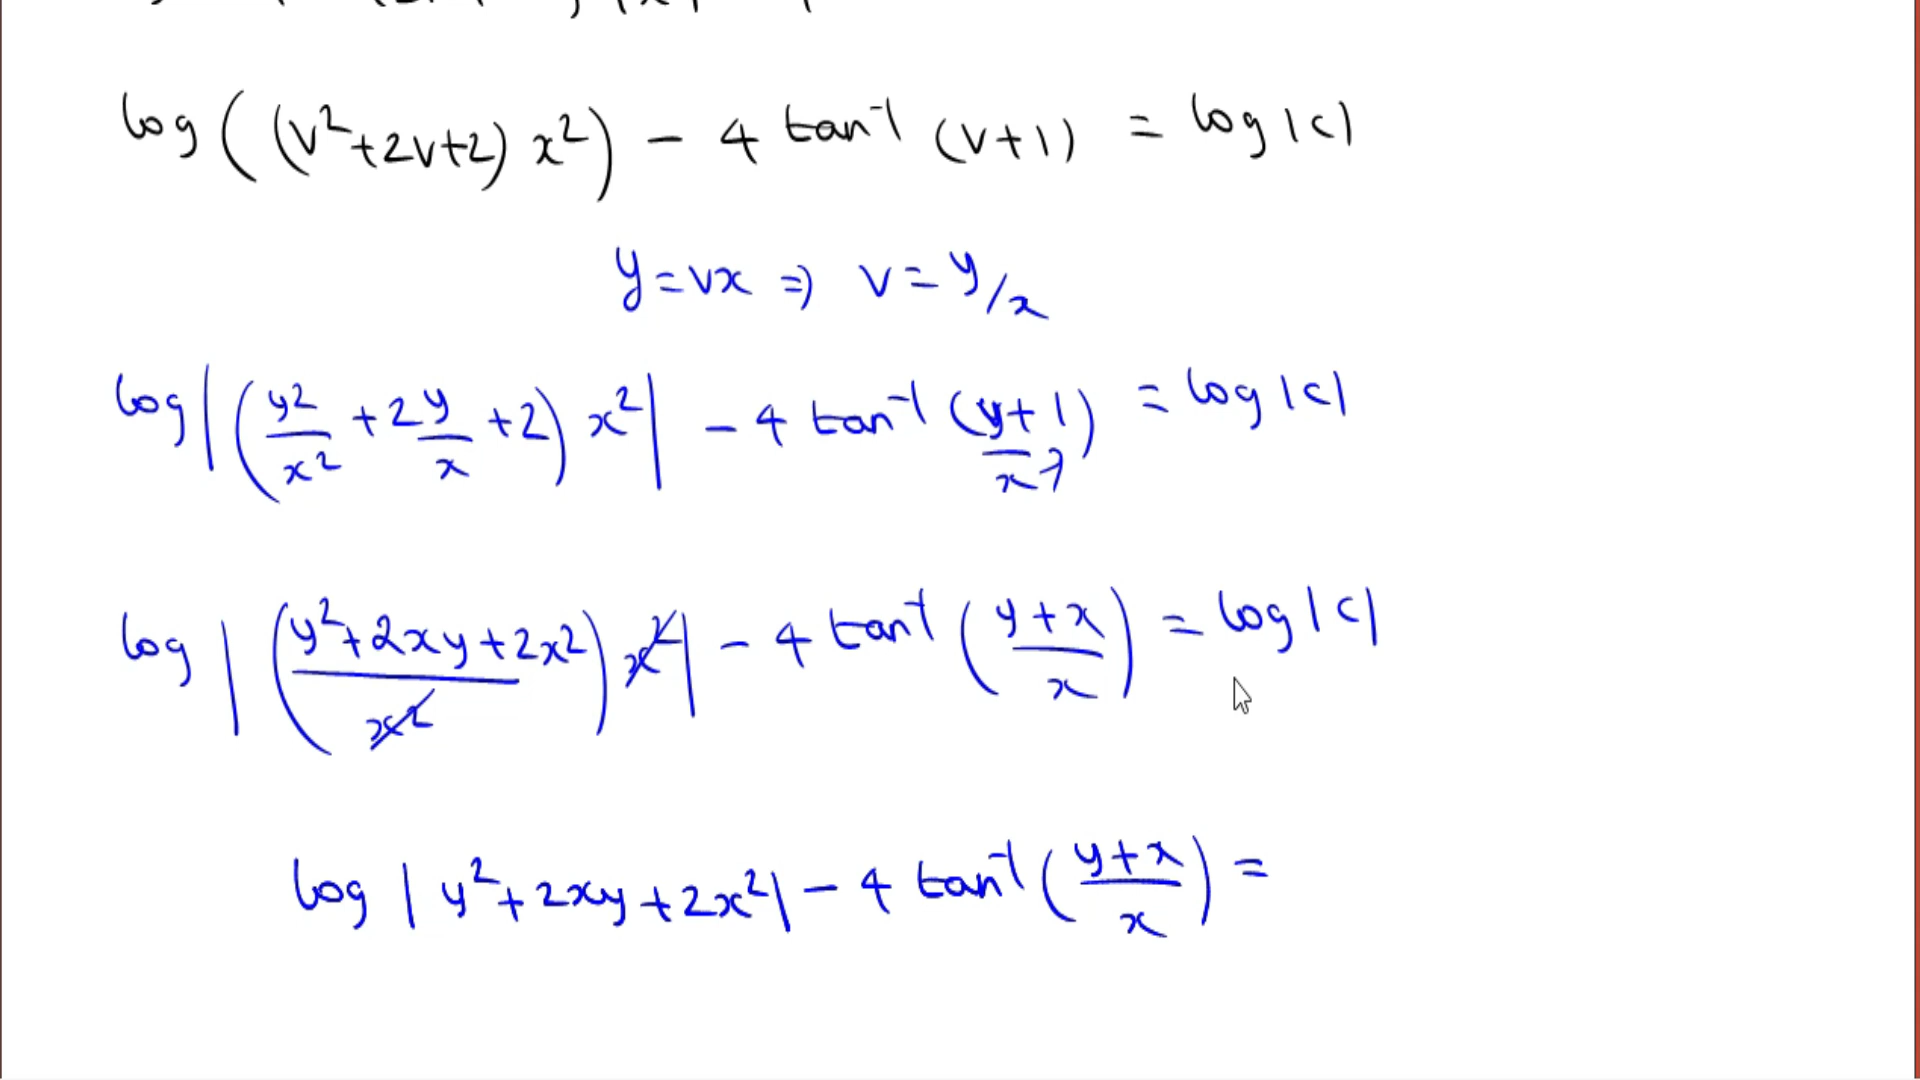 log ( (v²+2v+2) x² ) − 4 tan⁻¹ (v+1) = log |c|
y = vx ⇒ v = y/x
log | ( y²/x² + 2 y/x + 2 ) x² | − 4 tan⁻¹ ( y/x + 1 ) = log |c|
log | ( (y²+2xy+2x²)/x² ) x² | − 4 tan⁻¹ ( (y+x)/x ) = log |c|
log | y²+2xy+2x² | − 4 tan⁻¹ ( (y+x)/x ) =